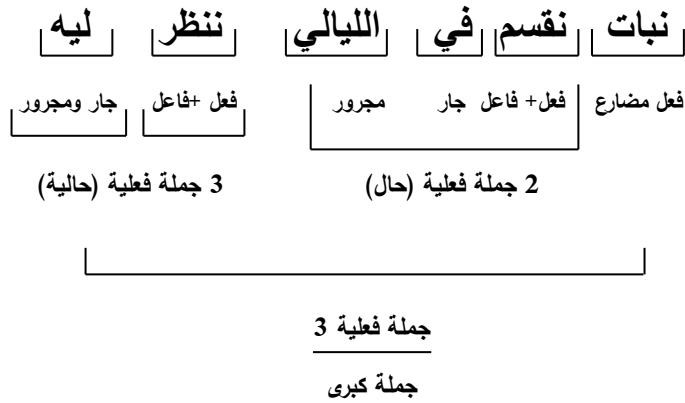 نبات نقسم في الليالي ننظر ليه
فعل مضارع فعل+ فاعل جار مجرور فعل +فاعل جار ومجرور
2 جملة فعلية (حال) 3 جملة فعلية (حالية)
جملة فعلية 3
جملة كبرى